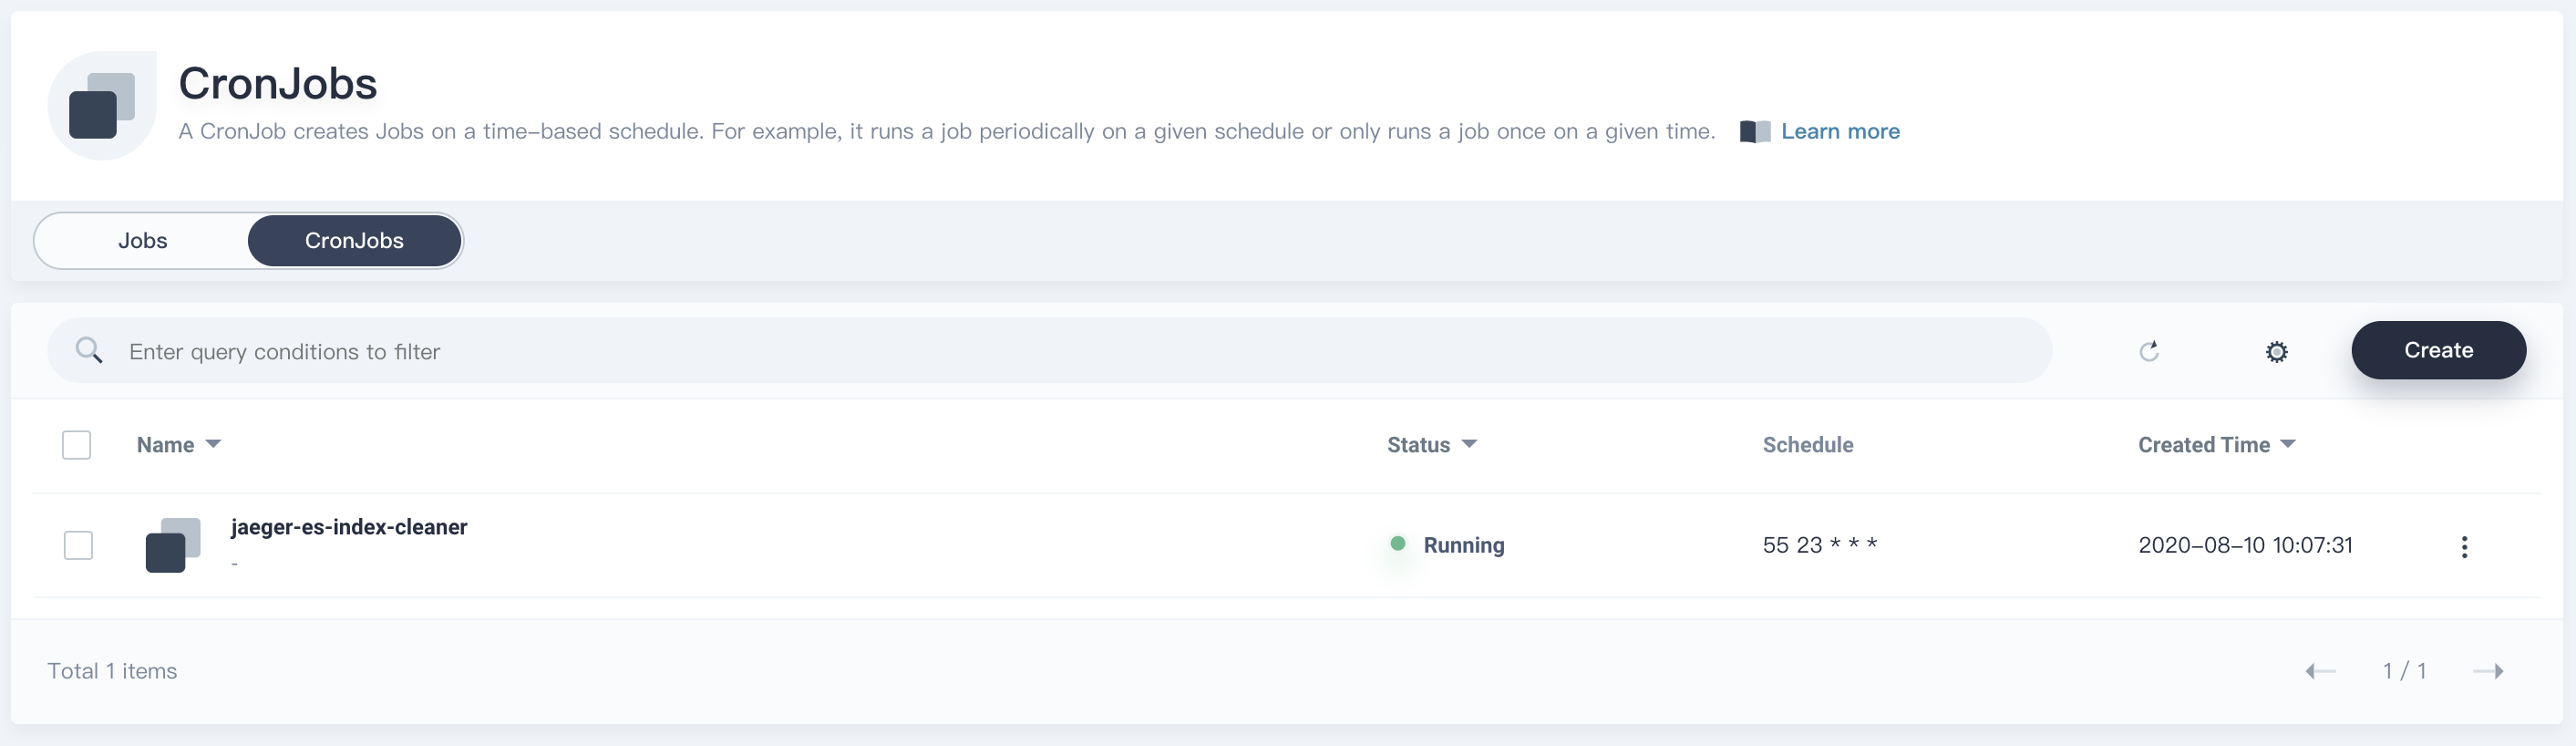 CronJobs
A CronJob creates Jobs on a time-based schedule. For example, it runs a job periodically on a given schedule or only runs a job once on a given time. Learn more
Jobs CronJobs
Enter query conditions to filter Create
Name Status Schedule Created Time
jaeger-es-index-cleaner
-
Running 55 23 * * * 2020-08-10 10:07:31
Total 1 items 1 / 1